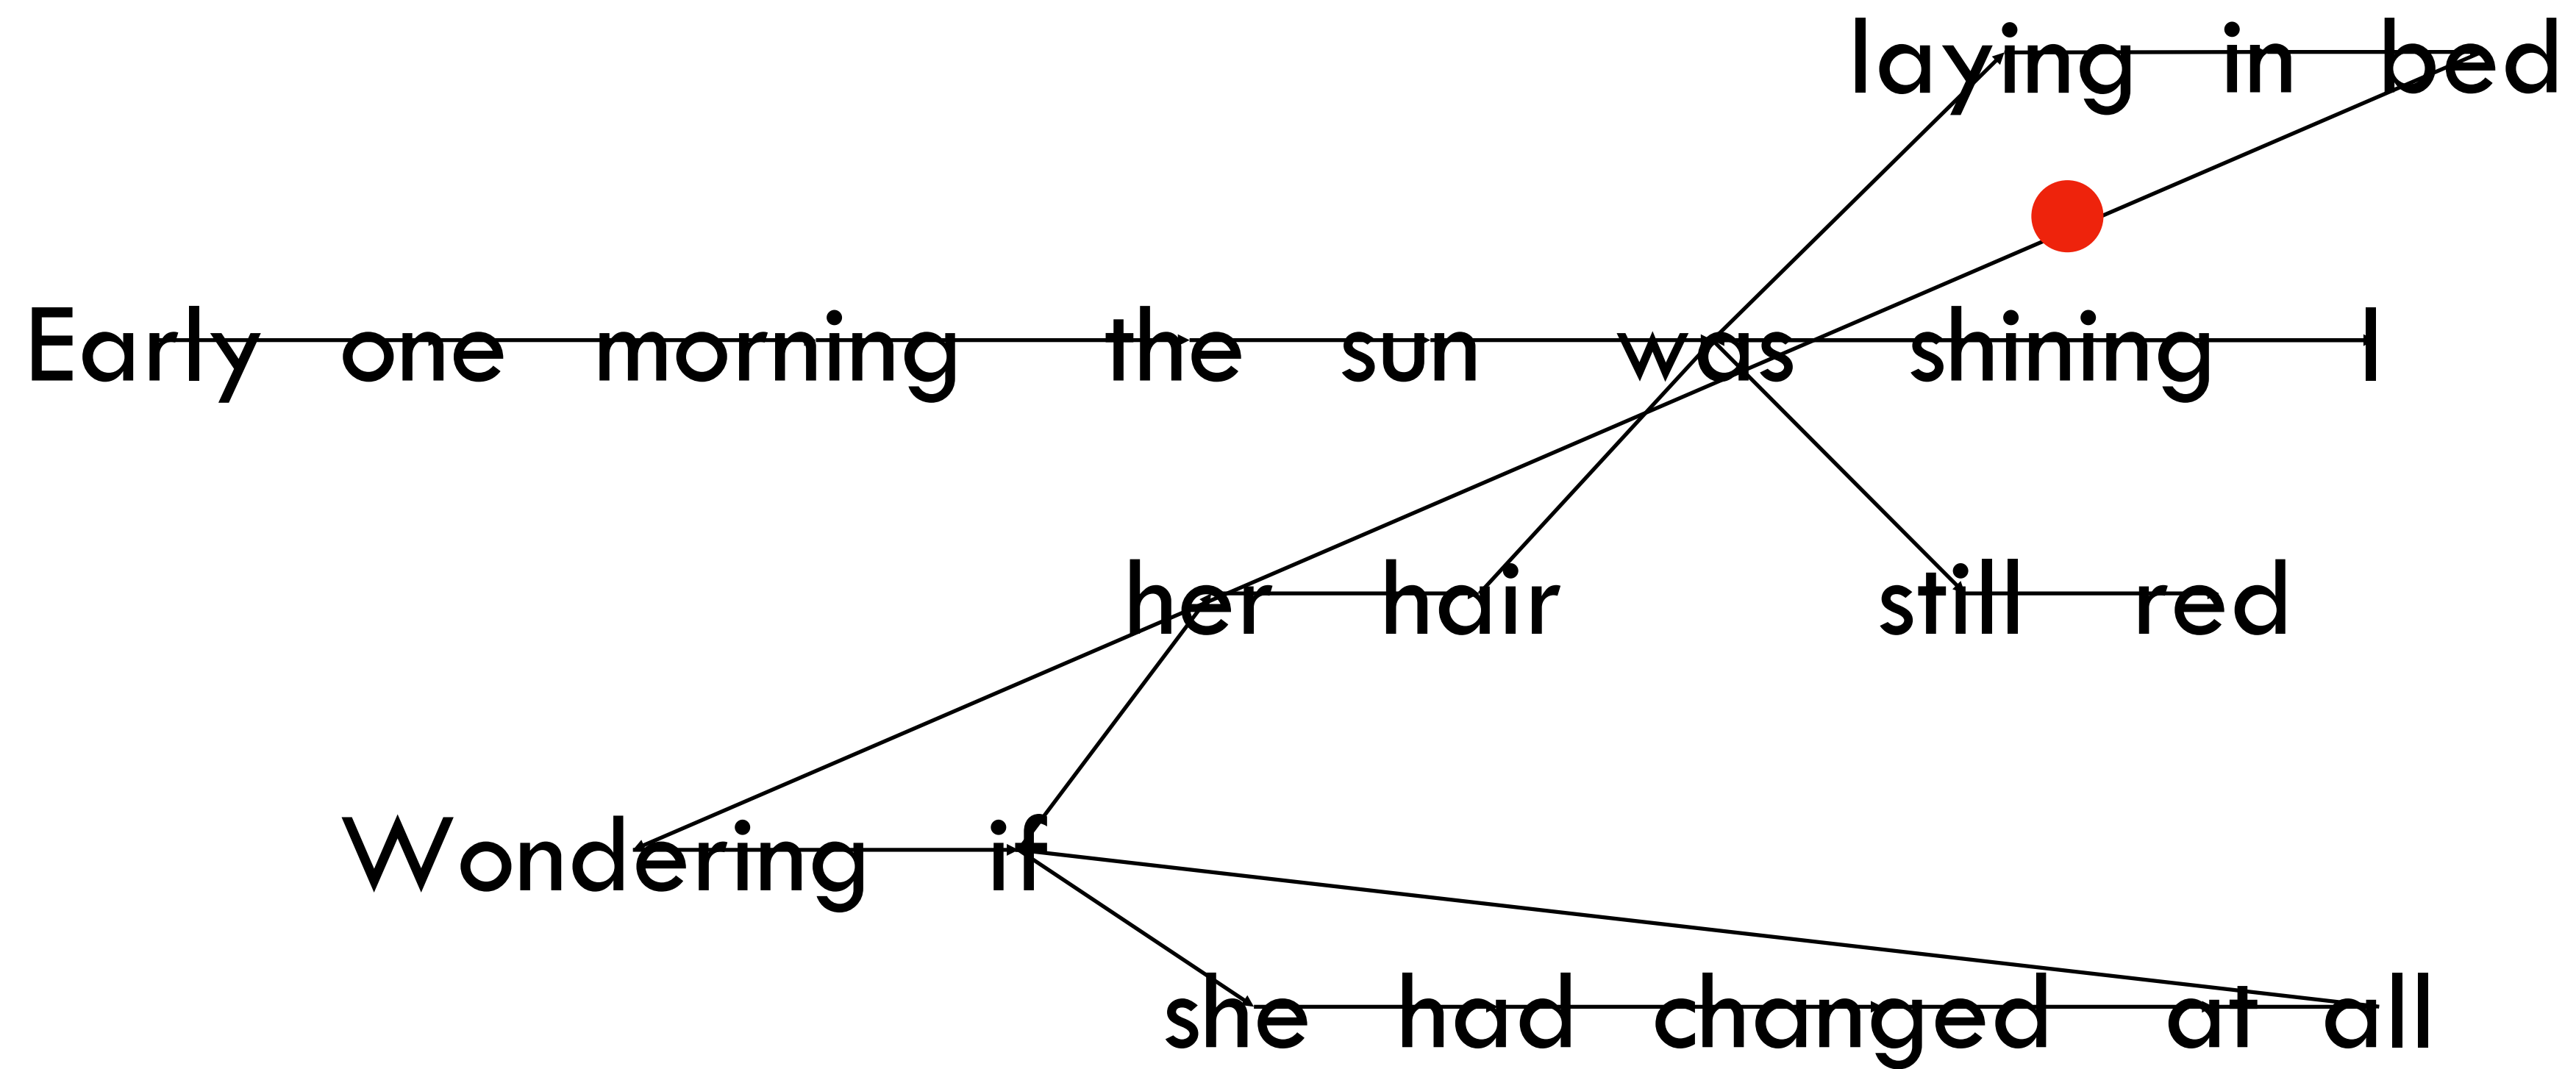 laying in bed
Early one morning the sun was shining I
her hair still red
Wondering if
she had changed at all